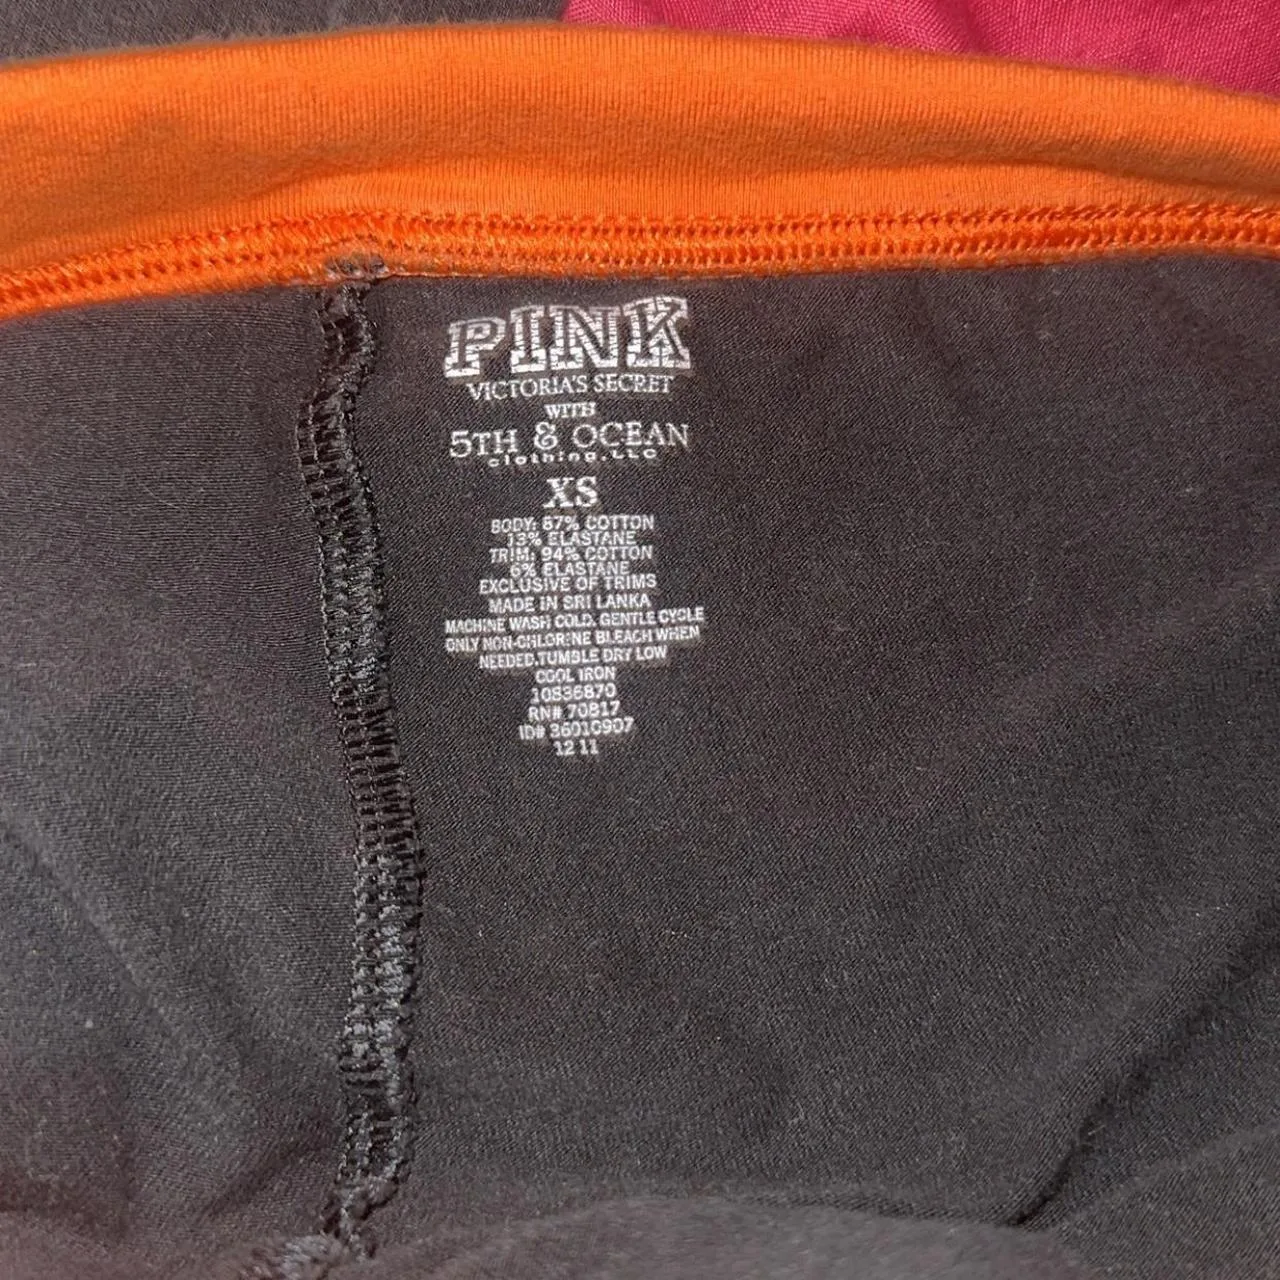 PINK
VICTORIA'S SECRET
WITH
5TH & OCEAN
clothing,LLC
XS
BODY: 87% COTTON
13% ELASTANE
TRIM: 94% COTTON
6% ELASTANE
EXCLUSIVE OF TRIMS
MADE IN SRI LANKA
MACHINE WASH COLD. GENTLE CYCLE
ONLY NON-CHLORINE BLEACH WHEN
NEEDED.TUMBLE DRY LOW
COOL IRON
10836870
RN# 70817
ID# 36010907
12 11